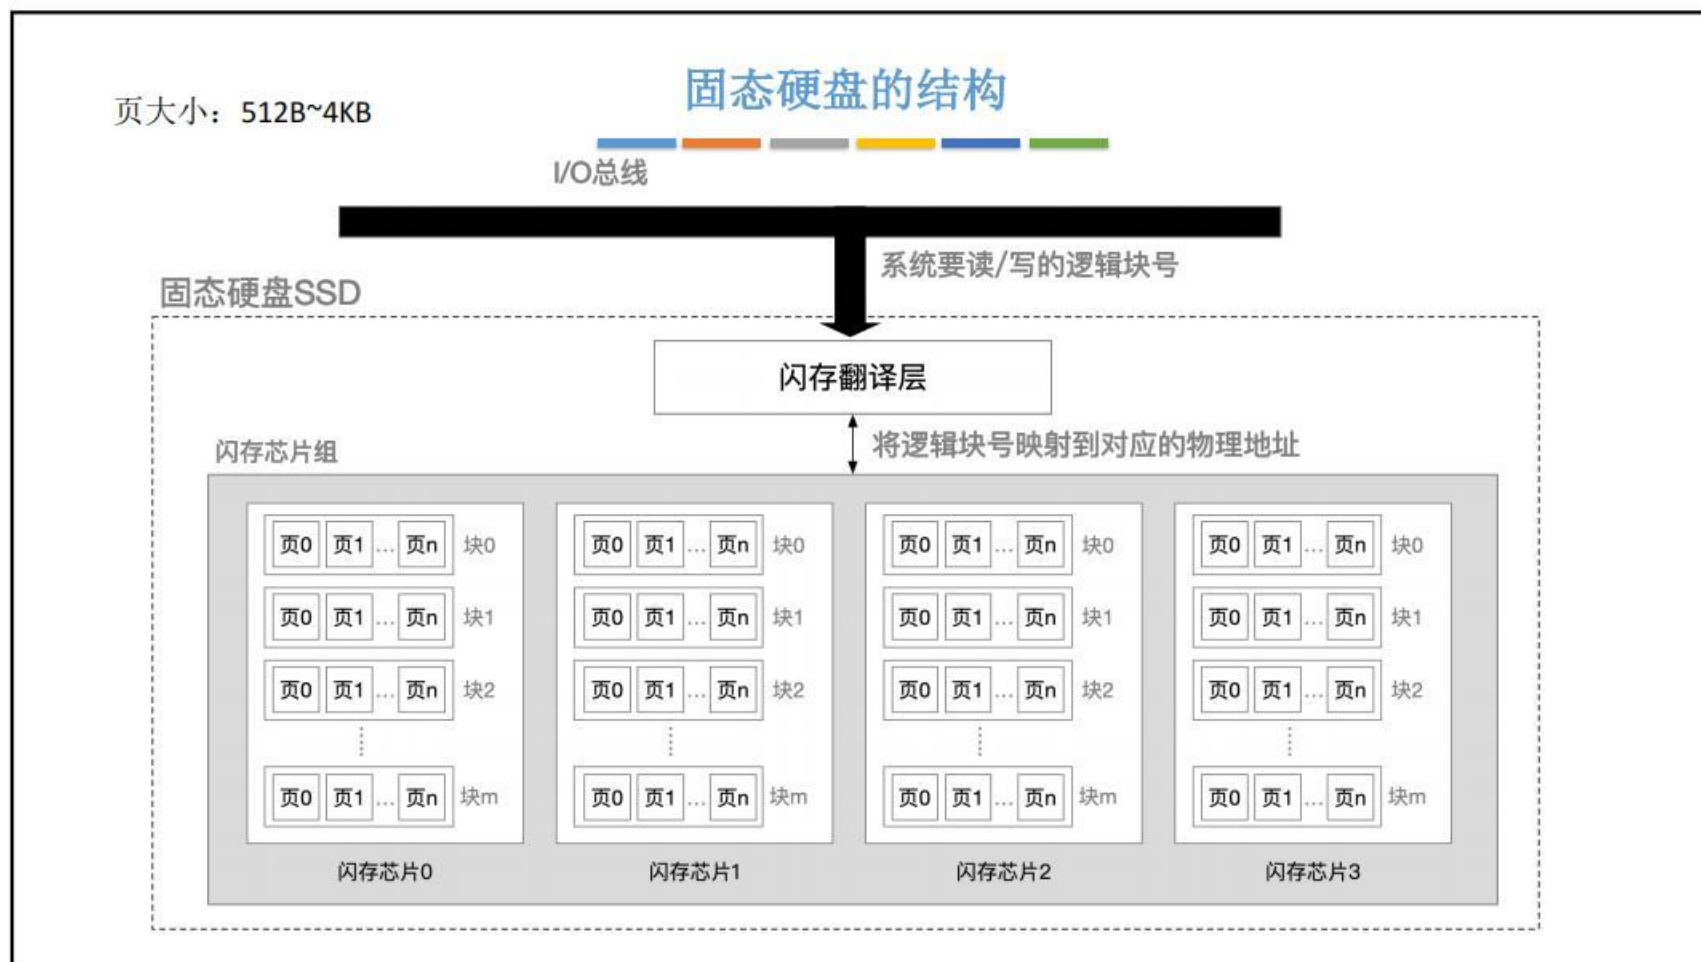 固态硬盘的结构
页大小：512B~4KB
I/O总线
系统要读/写的逻辑块号
固态硬盘SSD
闪存翻译层
将逻辑块号映射到对应的物理地址
闪存芯片组
页0 页1 ... 页n 块0 页0 页1 ... 页n 块0 页0 页1 ... 页n 块0 页0 页1 ... 页n 块0
页0 页1 ... 页n 块1 页0 页1 ... 页n 块1 页0 页1 ... 页n 块1 页0 页1 ... 页n 块1
页0 页1 ... 页n 块2 页0 页1 ... 页n 块2 页0 页1 ... 页n 块2 页0 页1 ... 页n 块2
页0 页1 ... 页n 块m 页0 页1 ... 页n 块m 页0 页1 ... 页n 块m 页0 页1 ... 页n 块m
闪存芯片0 闪存芯片1 闪存芯片2 闪存芯片3